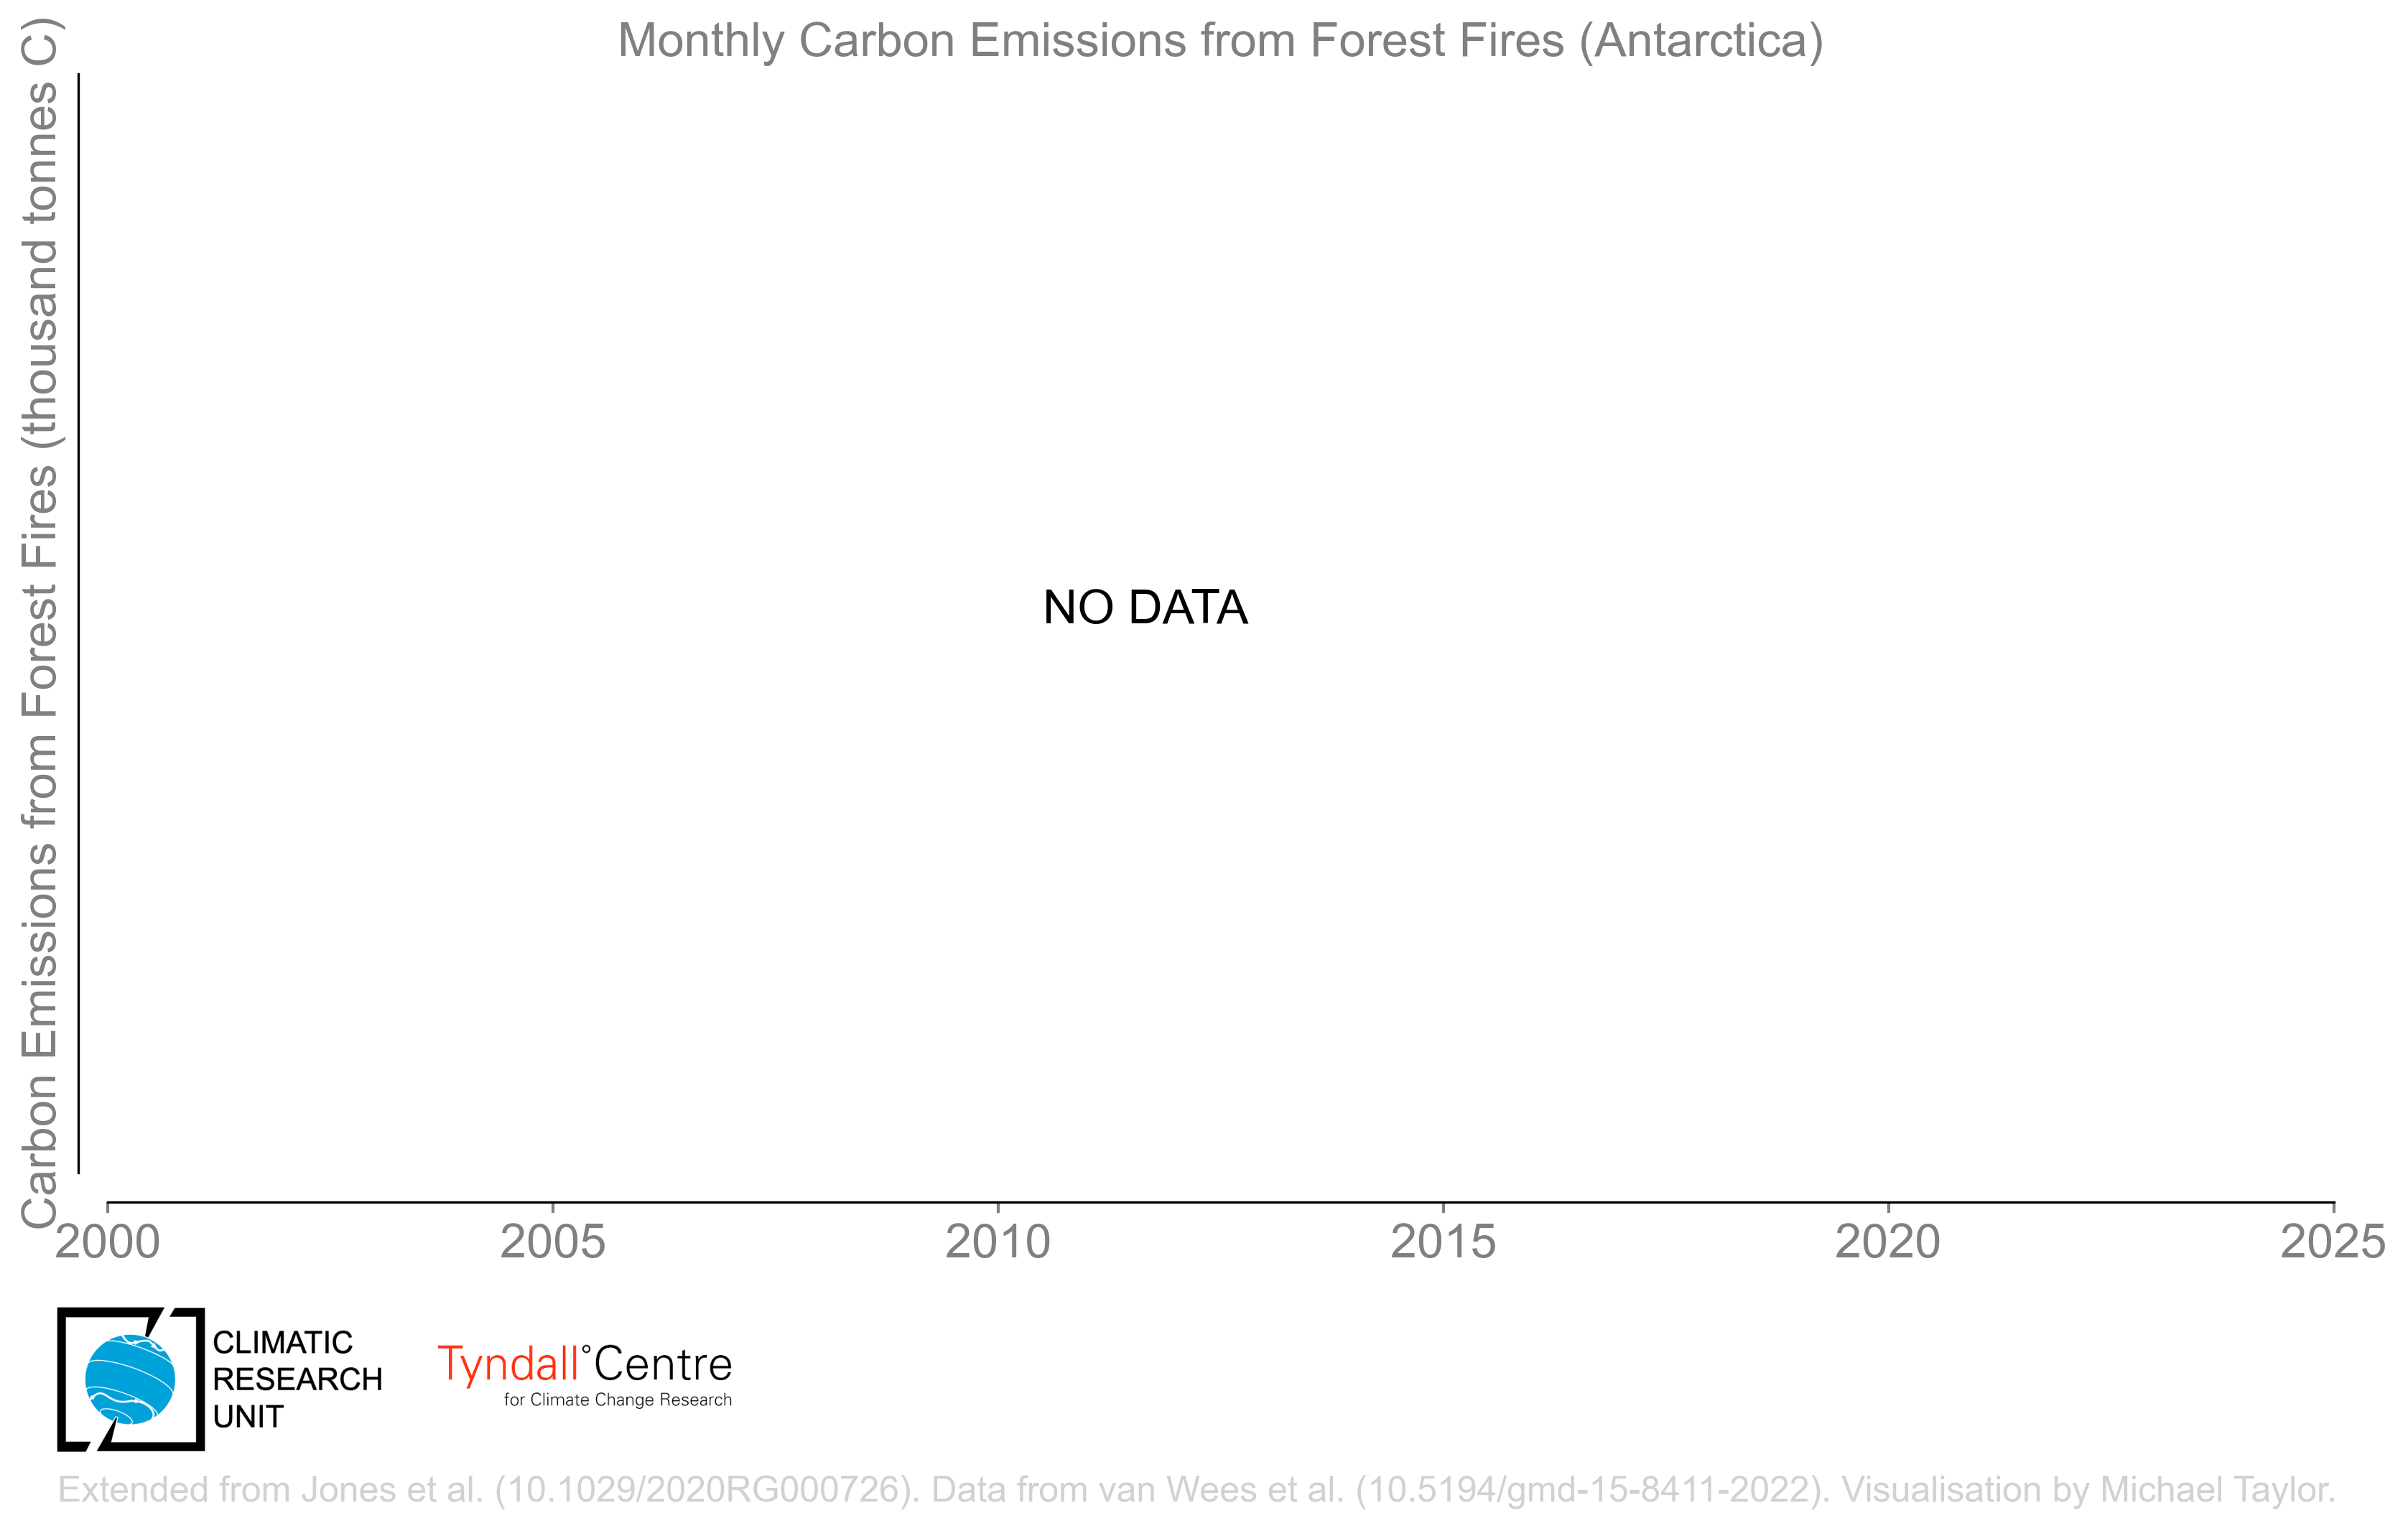 Monthly Carbon Emissions from Forest Fires (Antarctica)
Carbon Emissions from Forest Fires (thousand tonnes C)
NO DATA
2000 2005 2010 2015 2020 2025
CLIMATIC
RESEARCH
UNIT
Tyndall°Centre
for Climate Change Research
Extended from Jones et al. (10.1029/2020RG000726). Data from van Wees et al. (10.5194/gmd-15-8411-2022). Visualisation by Michael Taylor.